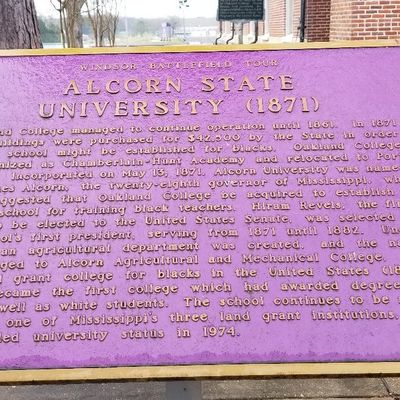 WINDSOR BATTLEFIELD TOUR
ALCORN STATE
UNIVERSITY (1871)
College managed to continue operation until 1861. In 1871
buildings were purchased for $42,500 by the State in order
school might be established for blacks. Oakland College
as Chamberlain-Hunt Academy and relocated to Port
Incorporated on May 13, 1871, Alcorn University was named
Alcorn, the twenty-eighth governor of Mississippi, who
suggested that Oakland College be acquired to establish
school for training black teachers. Hiram Revels, the first
to be elected to the United States Senate, was selected
first president, serving from 1871 until 1882.
an agricultural department was created, and the
to Alcorn Agricultural and Mechanical College.
grant college for blacks in the United States
became the first college which had awarded degrees
well as white students. The school continues to be
one of Mississippi's three land grant institutions.
university status in 1974.